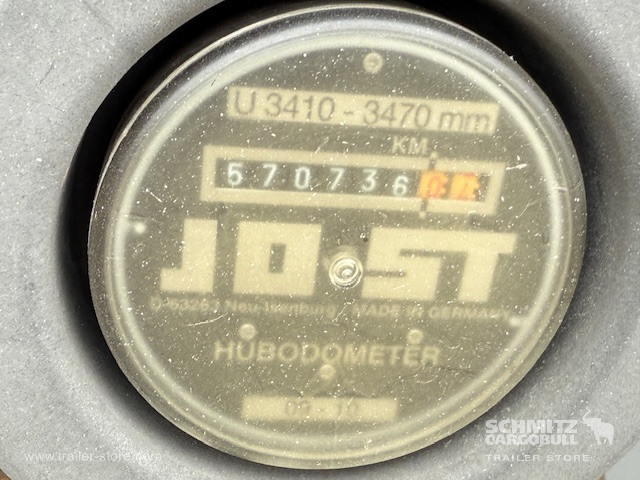 U 3410 - 3470 mm
KM
570736
JOST
D-63263 Neu-Isenburg MADE IN GERMANY
HUBODOMETER
SCHMITZ
CARGOBULL
www.trailer-store.com
TRAILER STORE